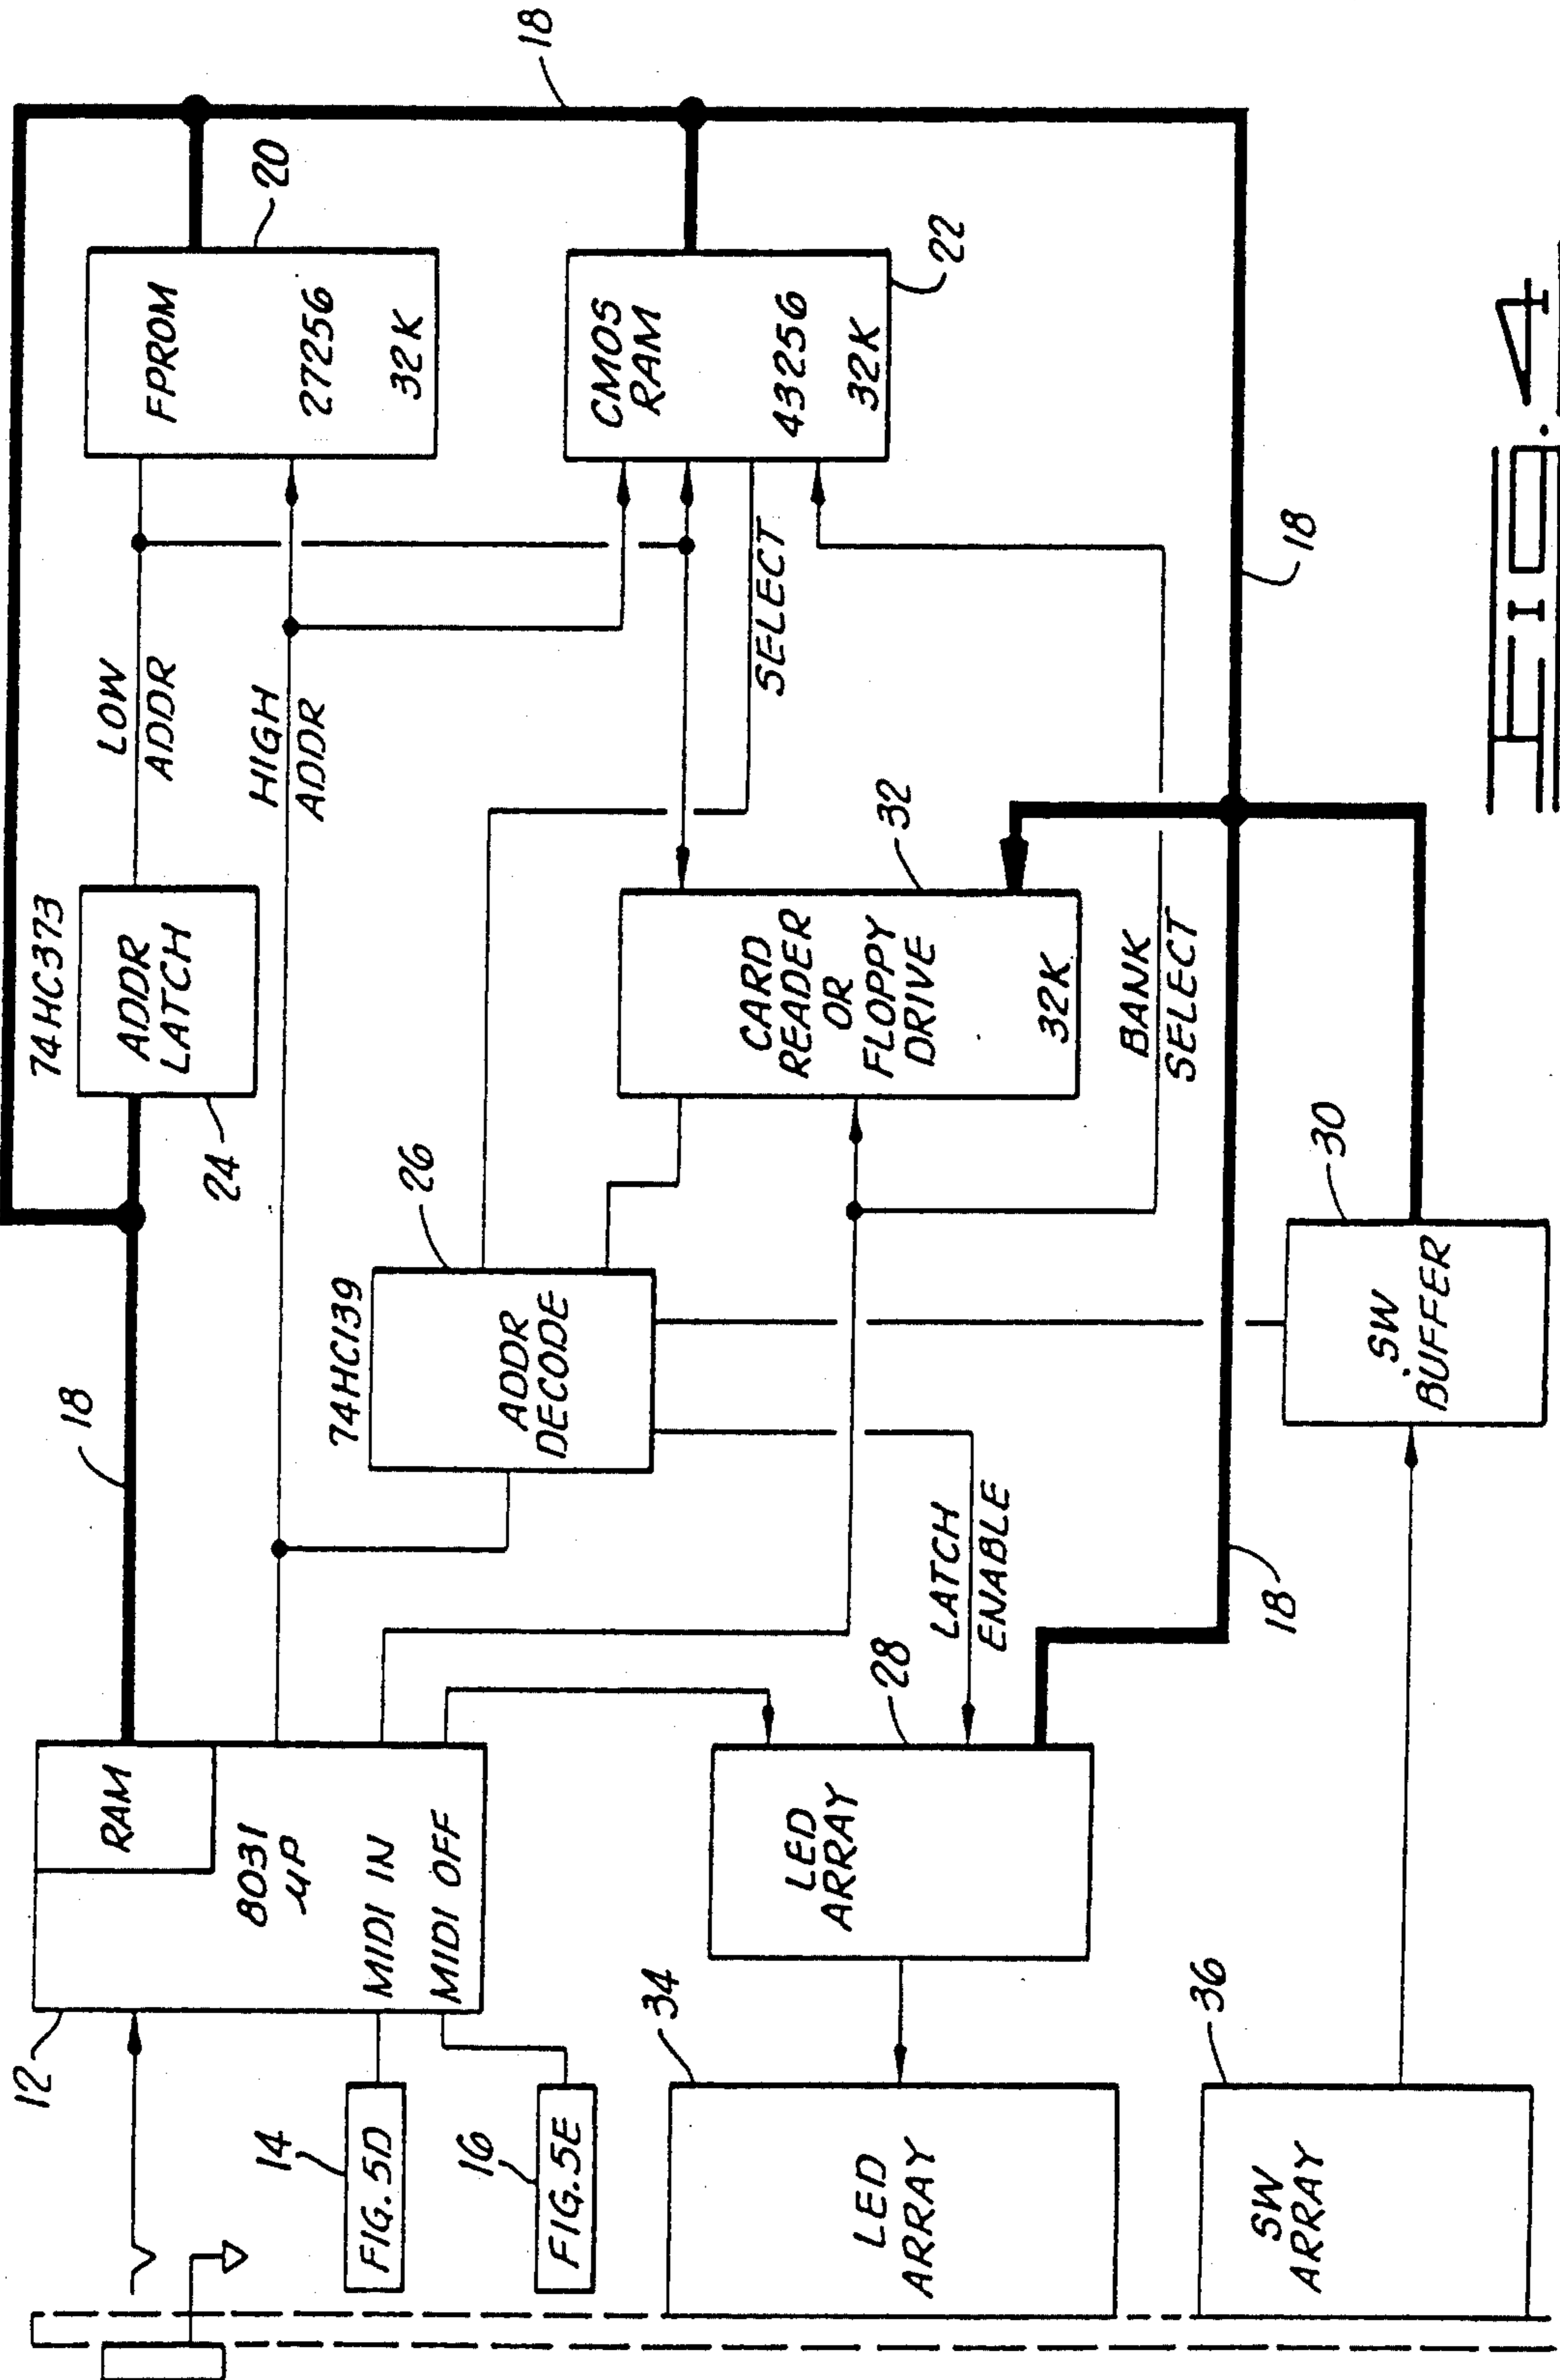 12
RAM
8031
μP
MIDI IN
MIDI OFF
14
FIG. 5D
16
FIG. 5E
18
74HC373
ADDR
LATCH
24
LOW
ADDR
HIGH
ADDR
FPROM
27256
32K
20
18
CMOS
RAM
43256
32K
22
SELECT
74HC139
26
ADDR
DECODE
CARD
READER
OR
FLOPPY
DRIVE
32K
32
BANK
SELECT
LATCH
ENABLE
28
LED
ARRAY
34
LED
ARRAY
36
SW
ARRAY
18
30
SW
BUFFER
18
FIG. 4